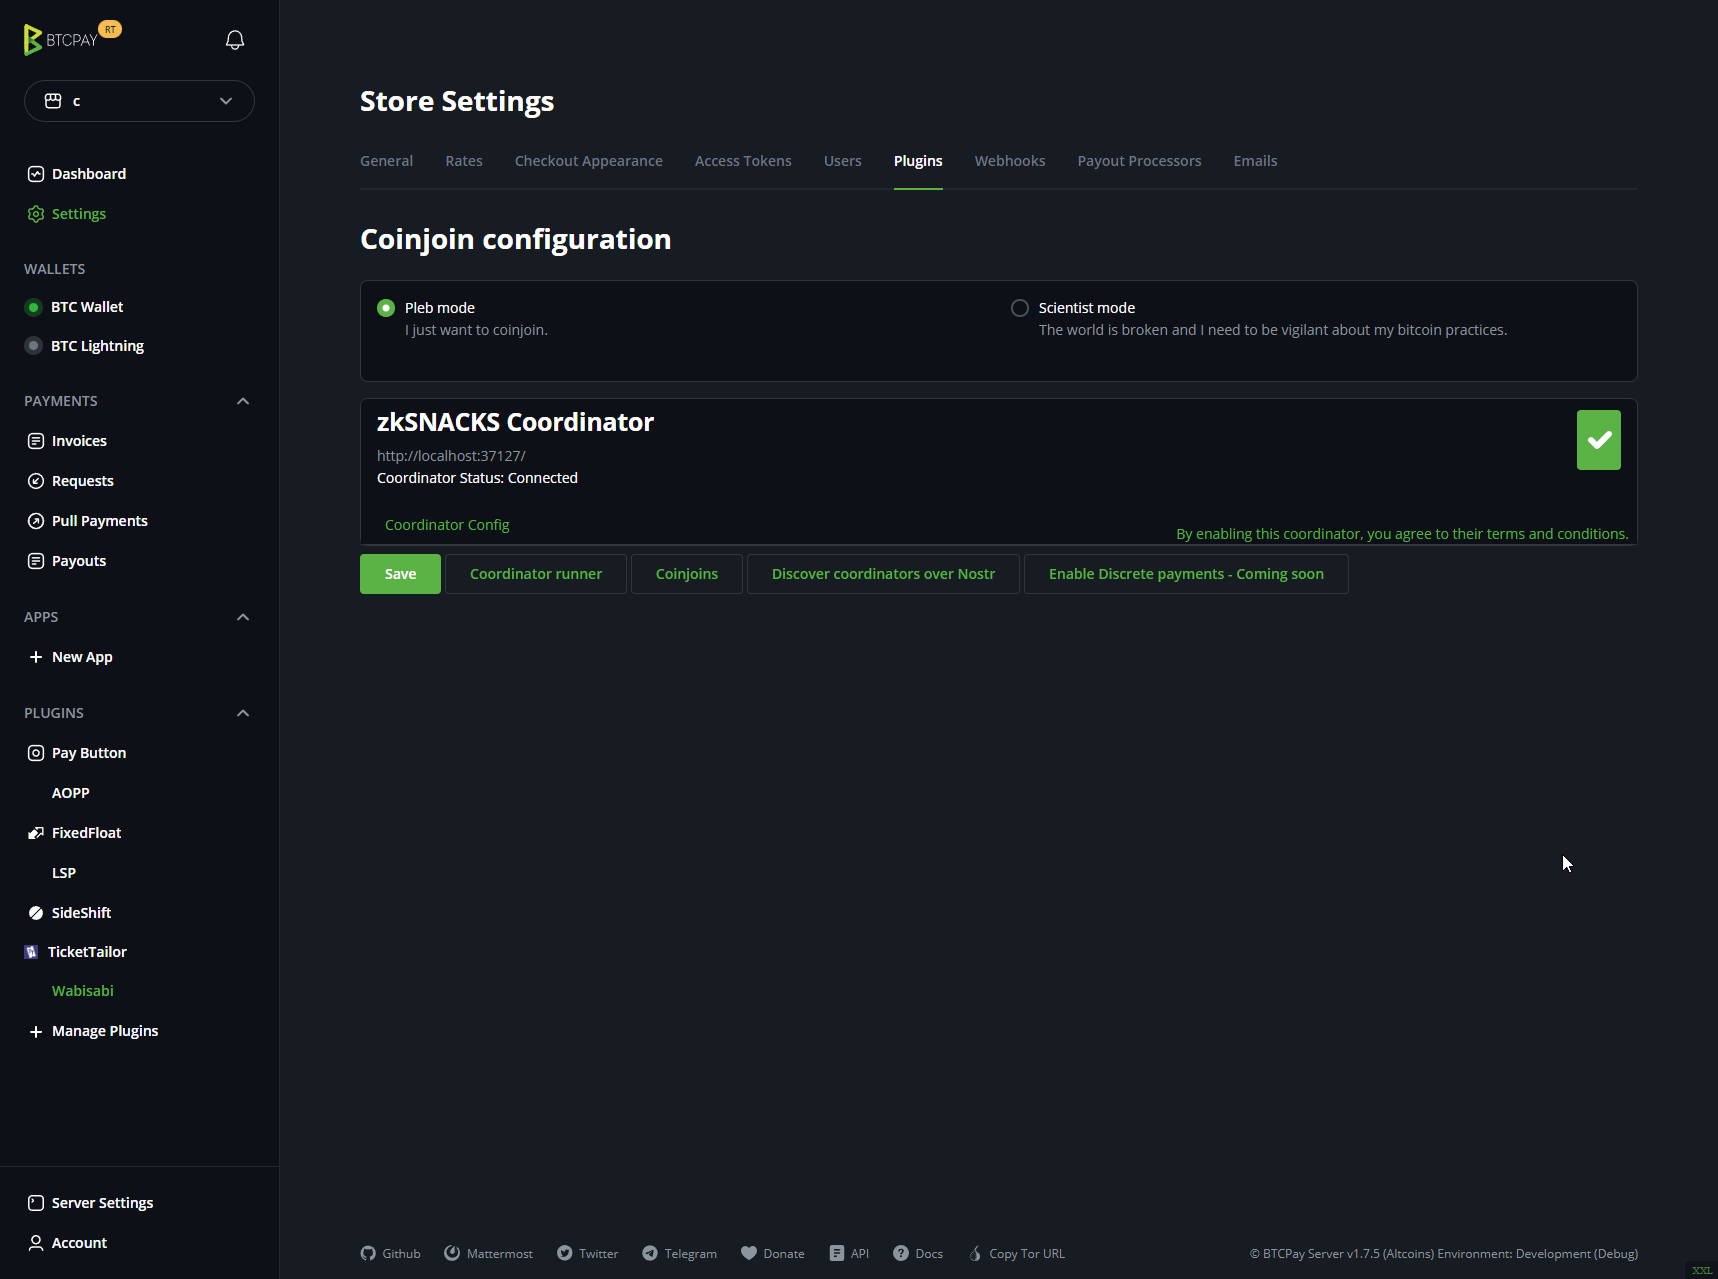 BTCPAY
RT
c
Dashboard
Settings
WALLETS
BTC Wallet
BTC Lightning
PAYMENTS
Invoices
Requests
Pull Payments
Payouts
APPS
New App
PLUGINS
Pay Button
AOPP
FixedFloat
LSP
SideShift
TicketTailor
Wabisabi
Manage Plugins
Server Settings
Account
Store Settings
General Rates Checkout Appearance Access Tokens Users Plugins Webhooks Payout Processors Emails
Coinjoin configuration
Pleb mode
I just want to coinjoin.
Scientist mode
The world is broken and I need to be vigilant about my bitcoin practices.
zkSNACKS Coordinator
http://localhost:37127/
Coordinator Status: Connected
Coordinator Config
By enabling this coordinator, you agree to their terms and conditions.
Save Coordinator runner Coinjoins Discover coordinators over Nostr Enable Discrete payments - Coming soon
Github Mattermost Twitter Telegram Donate API Docs Copy Tor URL
© BTCPay Server v1.7.5 (Altcoins) Environment: Development (Debug)
XXL